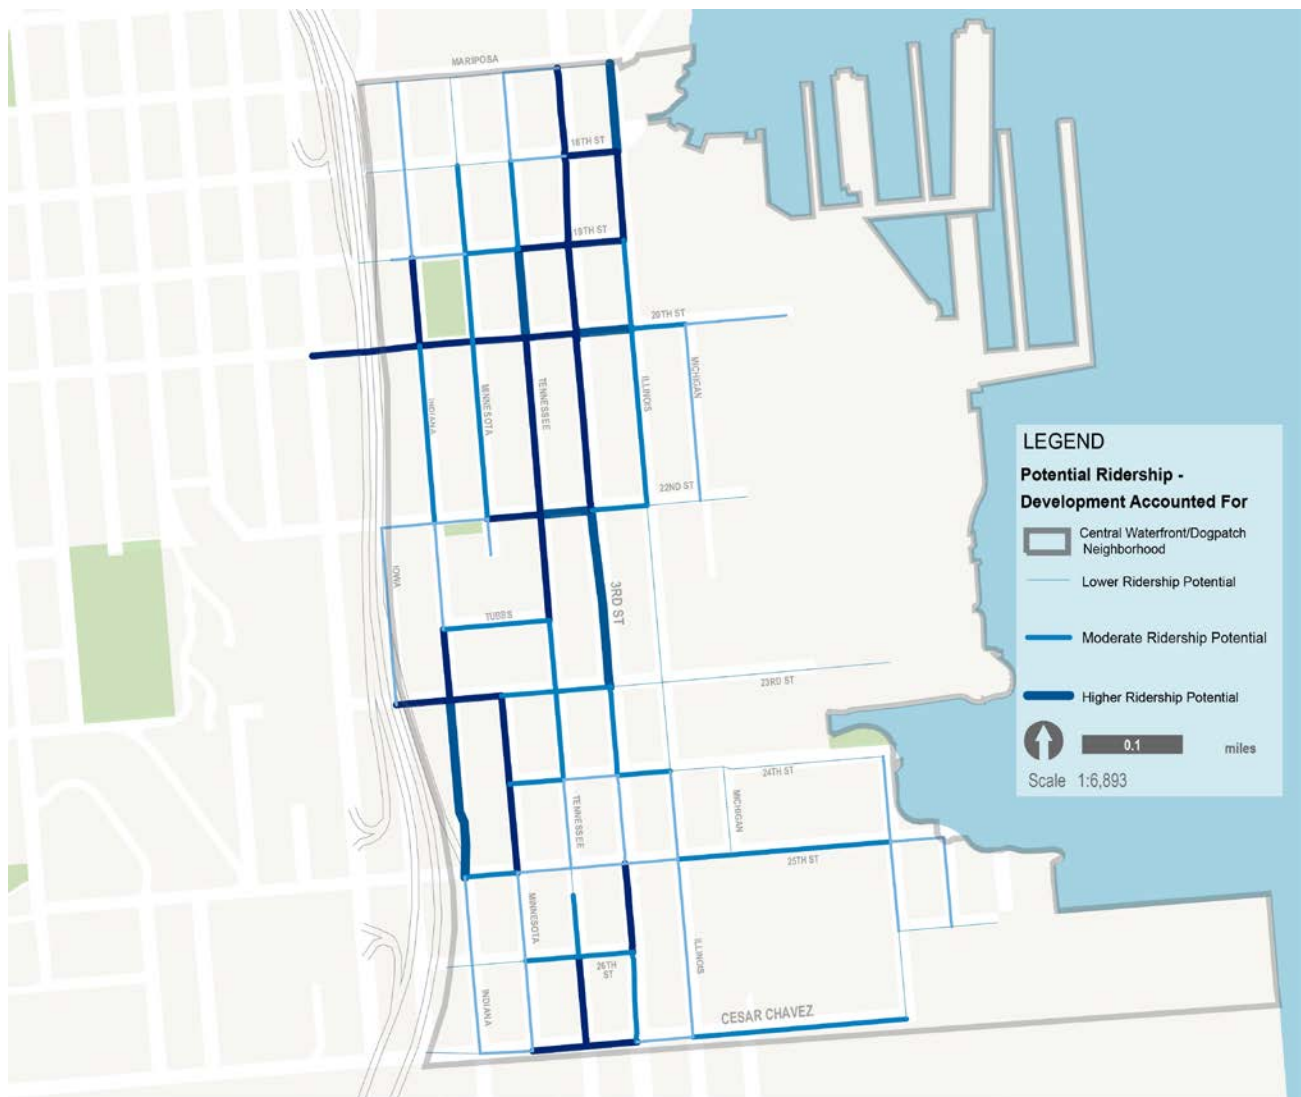 MARIPOSA
18TH ST
19TH ST
20TH ST
MICHIGAN
ILLINOIS
TENNESSEE
MINNESOTA
INDIANA
22ND ST
IOWA
3RD ST
TUBBS
23RD ST
24TH ST
MICHIGAN
TENNESSEE
25TH ST
MINNESOTA
ILLINOIS
26TH
ST
INDIANA
CESAR CHAVEZ
LEGEND
Potential Ridership -
Development Accounted For
Central Waterfront/Dogpatch
Neighborhood
Lower Ridership Potential
Moderate Ridership Potential
Higher Ridership Potential
0.1 miles
Scale 1:6,893